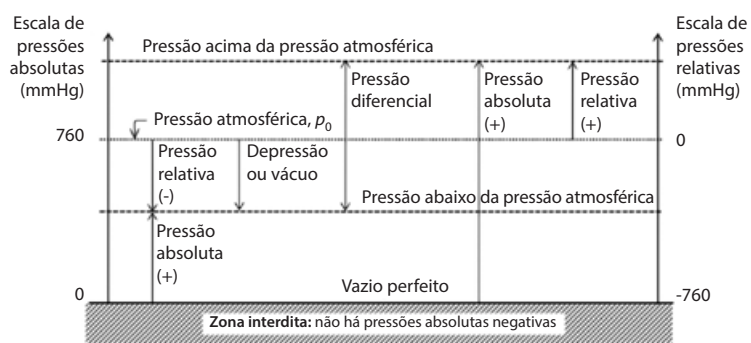 Escala de
pressões
absolutas
(mmHg)
Pressão acima da pressão atmosférica
Escala de
pressões
relativas
(mmHg)
Pressão
diferencial
Pressão
absoluta
(+)
Pressão
relativa
(+)
Pressão atmosférica, p₀
760
0
Pressão
relativa
(-)
Depressão
ou vácuo
Pressão abaixo da pressão atmosférica
Pressão
absoluta
(+)
Vazio perfeito
0
-760
Zona interdita: não há pressões absolutas negativas